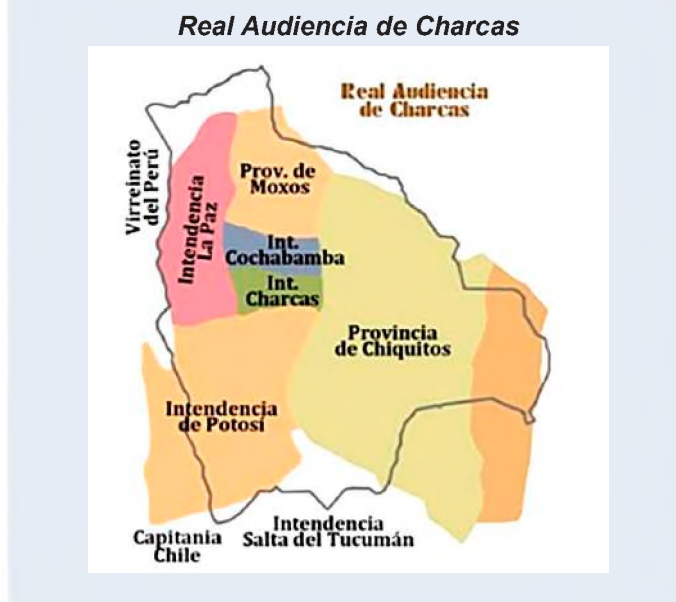 Real Audiencia de Charcas
Real Audiencia
de Charcas
Virreinato
del Perú
Prov. de
Moxos
Intendencia
La Paz
Int.
Cochabamba
Int.
Charcas
Provincia
de Chiquitos
Intendencia
de Potosí
Intendencia
Salta del Tucumán
Capitania
Chile